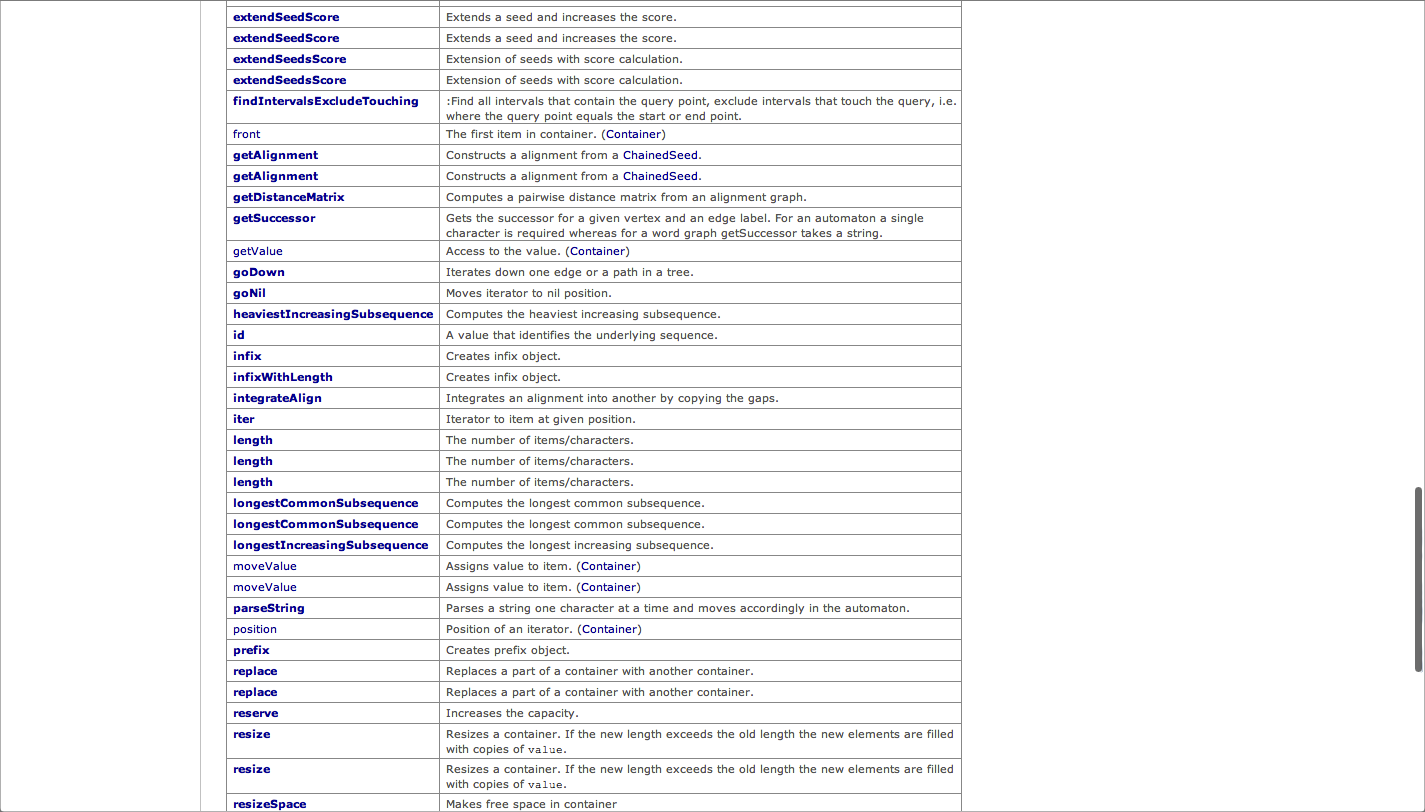 extendSeedScore Extends a seed and increases the score.
extendSeedScore Extends a seed and increases the score.
extendSeedsScore Extension of seeds with score calculation.
extendSeedsScore Extension of seeds with score calculation.
findIntervalsExcludeTouching :Find all intervals that contain the query point, exclude intervals that touch the query, i.e.
where the query point equals the start or end point.
front The first item in container. (Container)
getAlignment Constructs a alignment from a ChainedSeed.
getAlignment Constructs a alignment from a ChainedSeed.
getDistanceMatrix Computes a pairwise distance matrix from an alignment graph.
getSuccessor Gets the successor for a given vertex and an edge label. For an automaton a single
character is required whereas for a word graph getSuccessor takes a string.
getValue Access to the value. (Container)
goDown Iterates down one edge or a path in a tree.
goNil Moves iterator to nil position.
heaviestIncreasingSubsequence Computes the heaviest increasing subsequence.
id A value that identifies the underlying sequence.
infix Creates infix object.
infixWithLength Creates infix object.
integrateAlign Integrates an alignment into another by copying the gaps.
iter Iterator to item at given position.
length The number of items/characters.
length The number of items/characters.
length The number of items/characters.
longestCommonSubsequence Computes the longest common subsequence.
longestCommonSubsequence Computes the longest common subsequence.
longestIncreasingSubsequence Computes the longest increasing subsequence.
moveValue Assigns value to item. (Container)
moveValue Assigns value to item. (Container)
parseString Parses a string one character at a time and moves accordingly in the automaton.
position Position of an iterator. (Container)
prefix Creates prefix object.
replace Replaces a part of a container with another container.
replace Replaces a part of a container with another container.
reserve Increases the capacity.
resize Resizes a container. If the new length exceeds the old length the new elements are filled
with copies of value.
resize Resizes a container. If the new length exceeds the old length the new elements are filled
with copies of value.
resizeSpace Makes free space in container